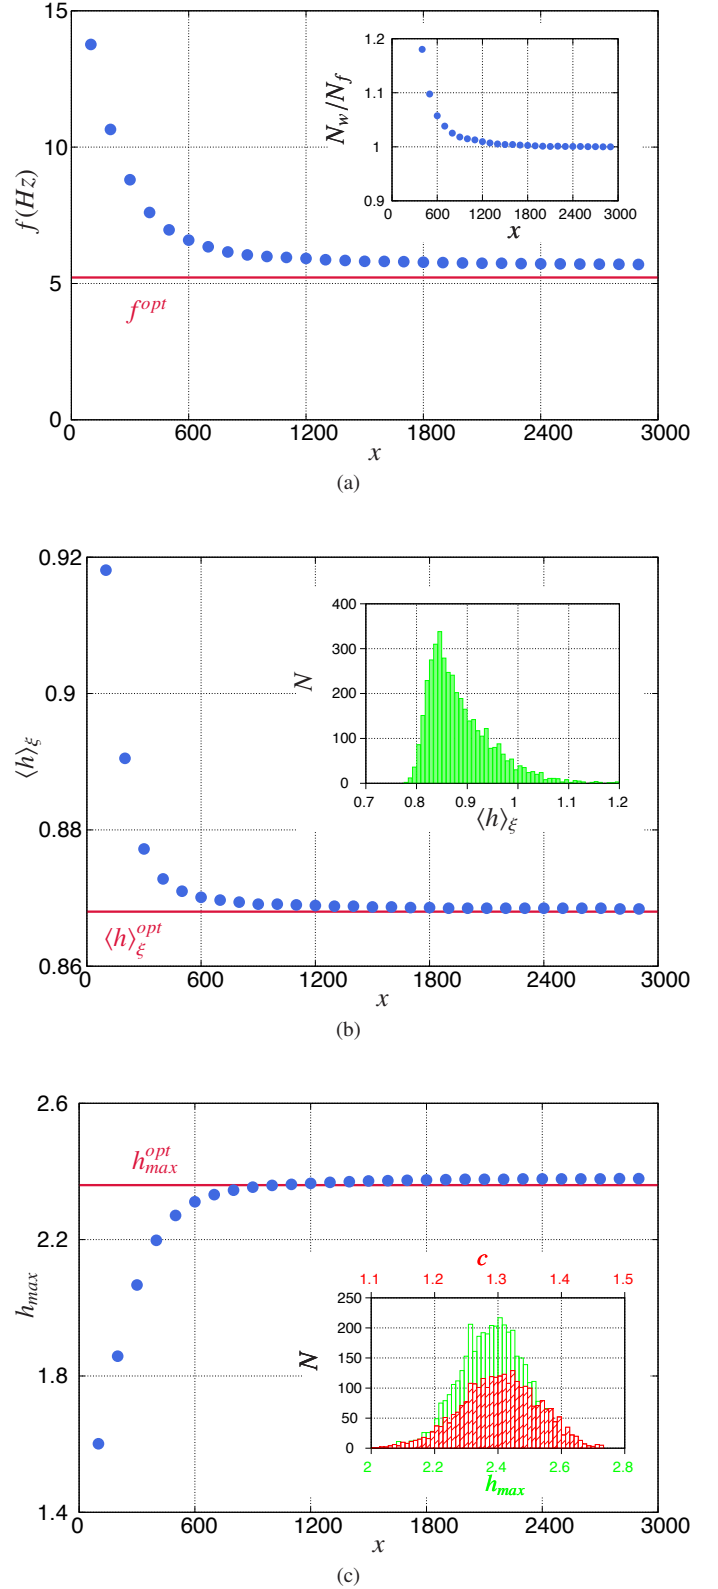 15
10
5
0
f(Hz)
f^opt
0 600 1200 1800 2400 3000
x
1.2
1.1
1
0.9
N_w/N_f
0 600 1200 1800 2400 3000
x
(a)
0.92
0.9
0.88
0.86
⟨h⟩_ξ
⟨h⟩_ξ^opt
0 600 1200 1800 2400 3000
x
400
300
200
100
0
N
0.7 0.8 0.9 1 1.1 1.2
⟨h⟩_ξ
(b)
2.6
2.2
1.8
1.4
h_max
h_max^opt
0 600 1200 1800 2400 3000
x
c
1.1 1.2 1.3 1.4 1.5
250
200
150
100
50
0
N
2 2.2 2.4 2.6 2.8
h_max
(c)